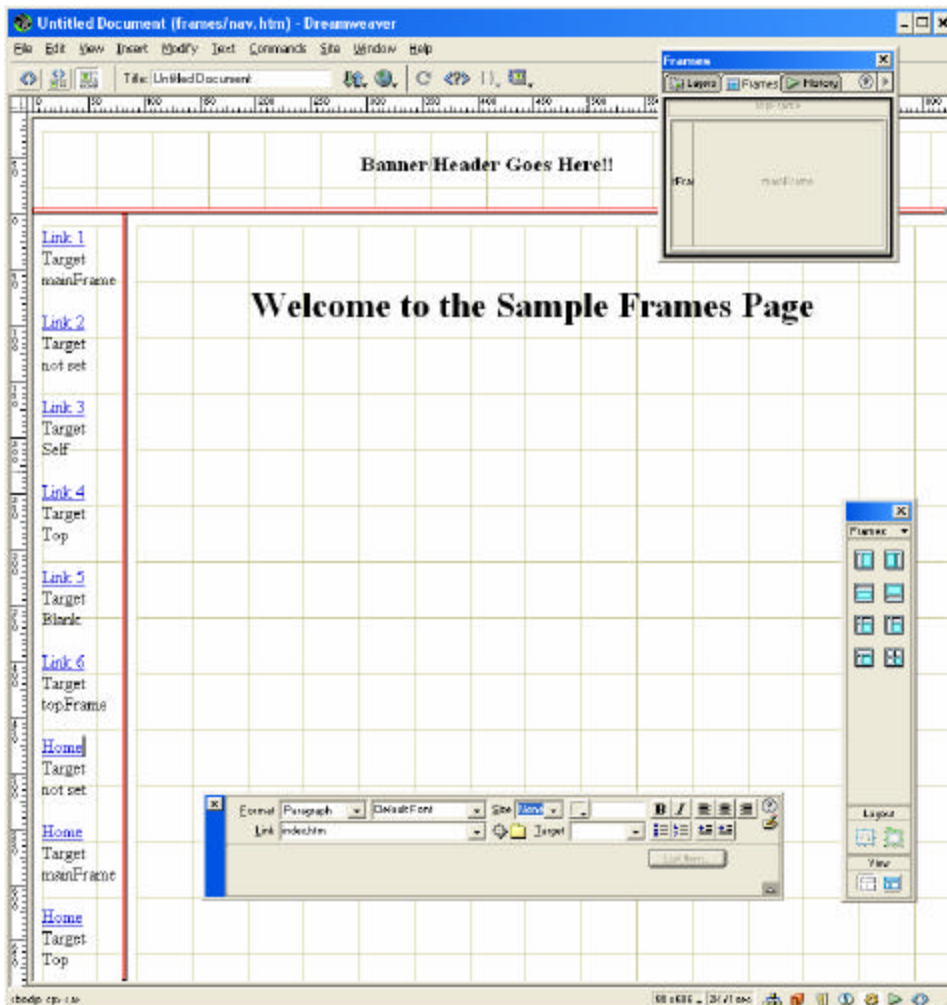 Untitled Document (frames/nav.htm) - Dreamweaver
File Edit View Insert Modify Text Commands Site Window Help
Title: Untitled Document
Frames
Layers Frames History
mainFrame
Banner/Header Goes Here!!
Welcome to the Sample Frames Page
Link 1
Target
mainFrame
Link 2
Target
not set
Link 3
Target
Self
Link 4
Target
Top
Link 5
Target
Blank
Link 6
Target
topFrame
Home
Target
not set
Home
Target
mainFrame
Home
Target
Top
Frames
Layout
View
Format Paragraph Default Font Size None
Link index.htm Target
List Item...